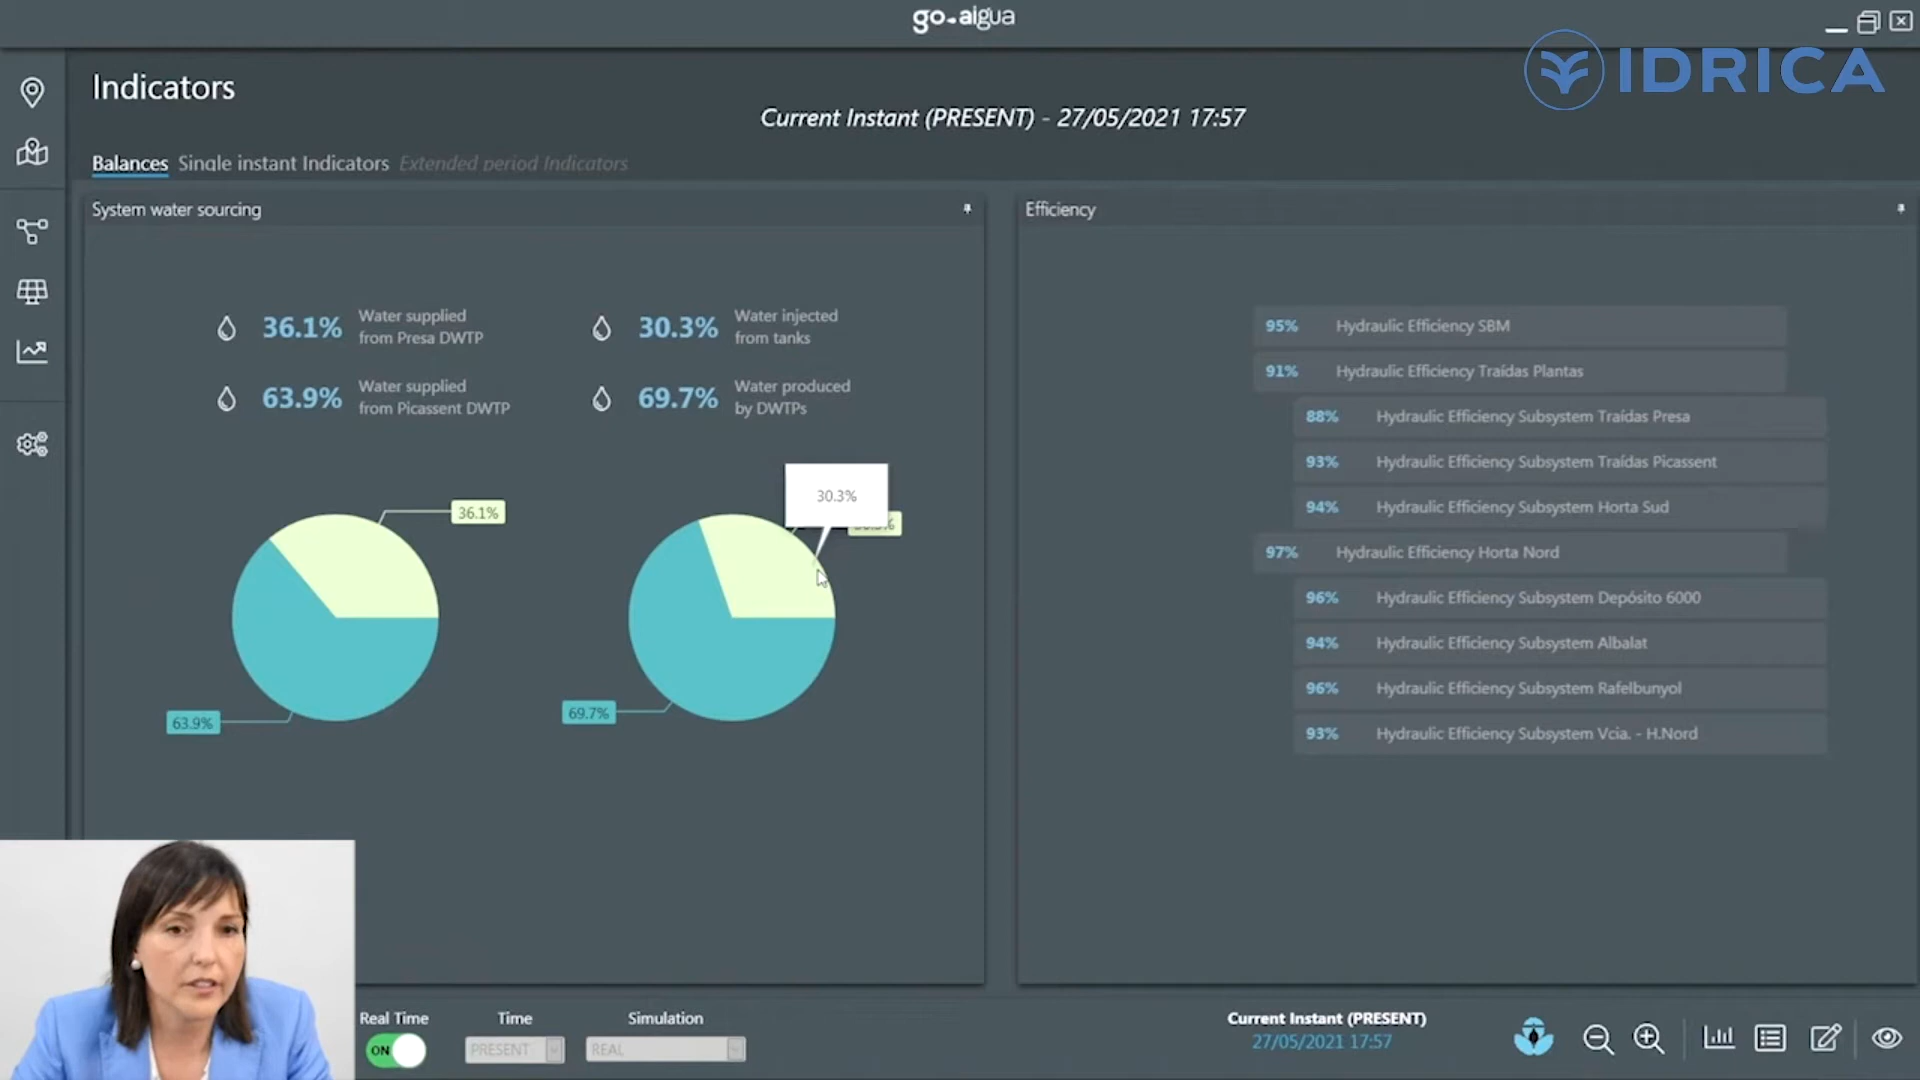 go·aigua
IDRICA
Indicators
Current Instant (PRESENT) - 27/05/2021 17:57
Balances Single instant Indicators Extended period Indicators
System water sourcing
36.1% Water supplied
from Presa DWTP
30.3% Water injected
from tanks
63.9% Water supplied
from Picassent DWTP
69.7% Water produced
by DWTPs
36.1%
63.9%
30.3%
69.7%
Efficiency
95% Hydraulic Efficiency SBM
91% Hydraulic Efficiency Traídas Plantas
88% Hydraulic Efficiency Subsystem Traídas Presa
93% Hydraulic Efficiency Subsystem Traídas Picassent
94% Hydraulic Efficiency Subsystem Horta Sud
97% Hydraulic Efficiency Horta Nord
96% Hydraulic Efficiency Subsystem Depósito 6000
94% Hydraulic Efficiency Subsystem Albalat
96% Hydraulic Efficiency Subsystem Rafelbunyol
93% Hydraulic Efficiency Subsystem Vcia. - H.Nord
Real Time
ON
Time
PRESENT
Simulation
REAL
Current Instant (PRESENT)
27/05/2021 17:57